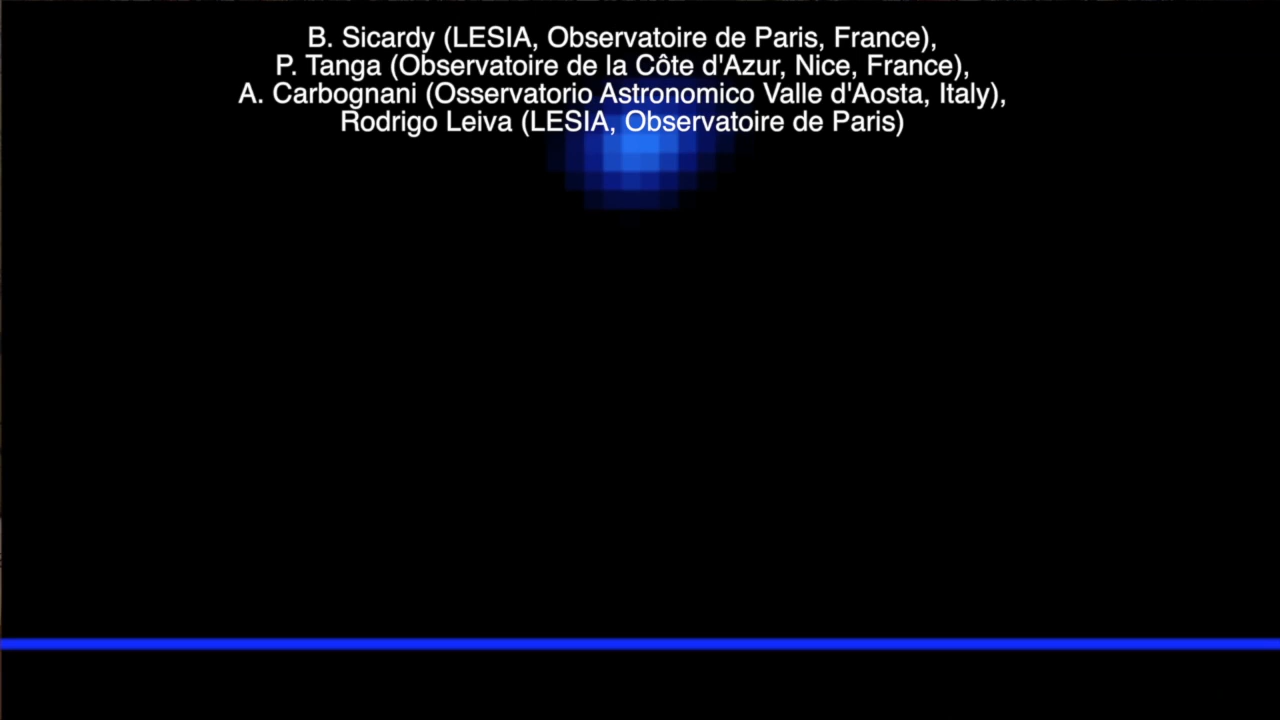 B. Sicardy (LESIA, Observatoire de Paris, France),
P. Tanga (Observatoire de la Côte d'Azur, Nice, France),
A. Carbognani (Osservatorio Astronomico Valle d'Aosta, Italy),
Rodrigo Leiva (LESIA, Observatoire de Paris)